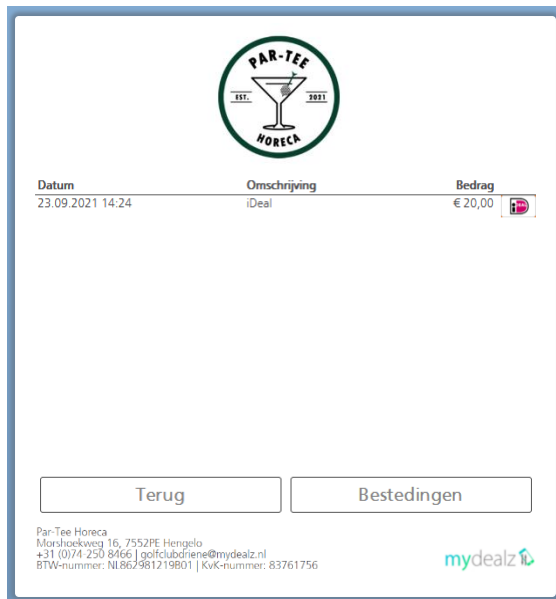 PAR-TEE
EST. 2021
HORECA
Datum Omschrijving Bedrag
23.09.2021 14:24 iDeal € 20,00 iDEAL
Terug Bestedingen
Par-Tee Horeca
Morshoekweg 16, 7552PE Hengelo
+31 (0)74-250 8466 | golfclubdriene@mydealz.nl
BTW-nummer: NL862981219B01 | KvK-nummer: 83761756
mydealz